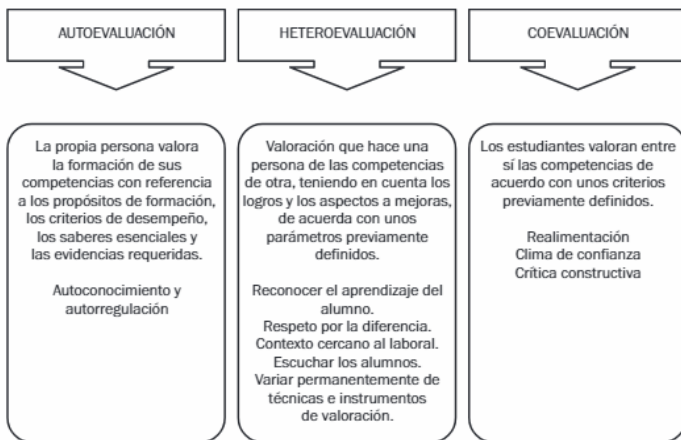 AUTOEVALUACIÓN
La propia persona valora
la formación de sus
competencias con referencia
a los propósitos de formación,
los criterios de desempeño,
los saberes esenciales y
las evidencias requeridas.
Autoconocimiento y
autorregulación
HETEROEVALUACIÓN
Valoración que hace una
persona de las competencias
de otra, teniendo en cuenta los
logros y los aspectos a mejoras,
de acuerda con unos
parámetros previamente
definidos.
Reconocer el aprendizaje del
alumno.
Respeto por la diferencia.
Contexto cercano al laboral.
Escuchar los alumnos.
Variar permanentemente de
técnicas e instrumentos
de valoración.
COEVALUACIÓN
Los estudiantes valoran entre
sí las competencias de
acuerdo con unos criterios
previamente definidos.
Realimentación
Clima de confianza
Crítica constructiva